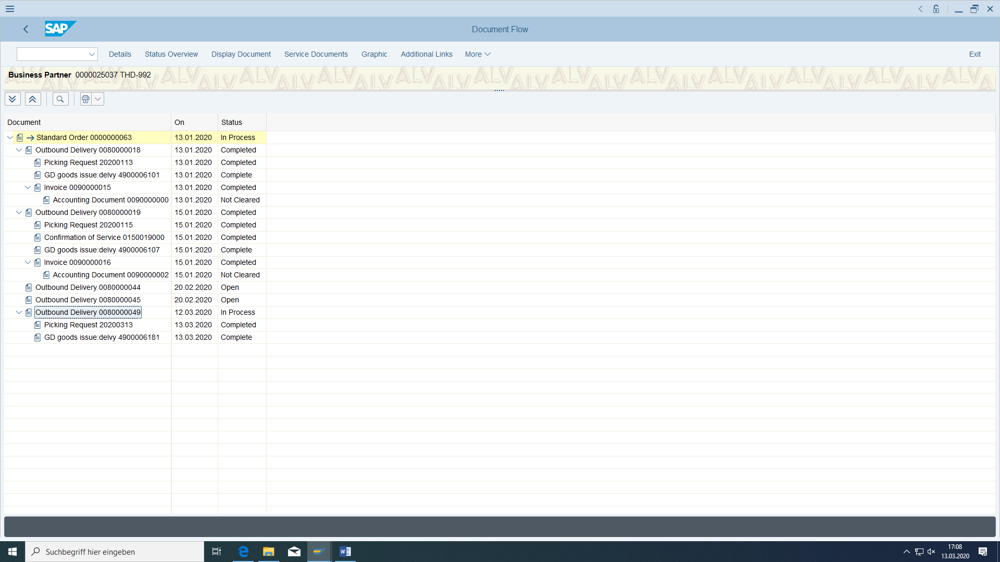 SAP
Document Flow
Details Status Overview Display Document Service Documents Graphic Additional Links More Exit
Business Partner 0000025037 THD-992
Document On Status
Standard Order 0000000063 13.01.2020 In Process
Outbound Delivery 0080000018 13.01.2020 Completed
Picking Request 20200113 13.01.2020 Completed
GD goods issue:delvy 4900006101 13.01.2020 Complete
Invoice 0090000015 13.01.2020 Completed
Accounting Document 0090000000 13.01.2020 Not Cleared
Outbound Delivery 0080000019 15.01.2020 Completed
Picking Request 20200115 15.01.2020 Completed
Confirmation of Service 0150019000 15.01.2020 Completed
GD goods issue:delvy 4900006107 15.01.2020 Complete
Invoice 0090000016 15.01.2020 Completed
Accounting Document 0090000002 15.01.2020 Not Cleared
Outbound Delivery 0080000044 20.02.2020 Open
Outbound Delivery 0080000045 20.02.2020 Open
Outbound Delivery 0080000049 12.03.2020 In Process
Picking Request 20200313 13.03.2020 Completed
GD goods issue:delvy 4900006181 13.03.2020 Complete
Suchbegriff hier eingeben
17:08
13.03.2020